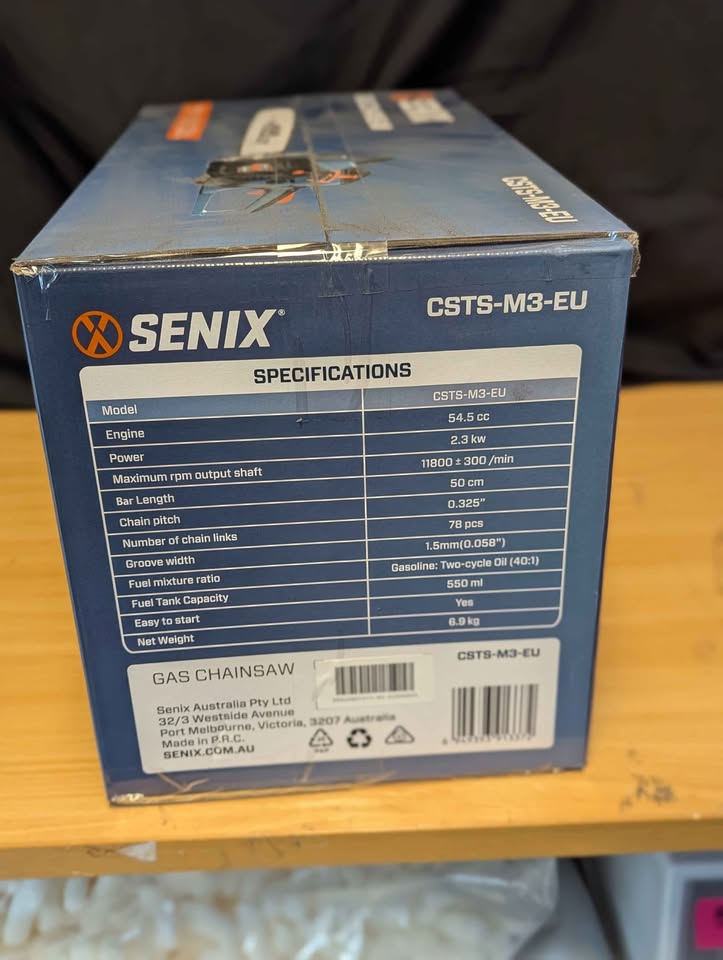 CSTS-M3-EU
SENIX®
CSTS-M3-EU
SPECIFICATIONS
Model CSTS-M3-EU
Engine 54.5 cc
Power 2.3 kw
Maximum rpm output shaft 11800 ± 300 /min
Bar Length 50 cm
Chain pitch 0.325"
Number of chain links 78 pcs
Groove width 1.5mm(0.058")
Fuel mixture ratio Gasoline: Two-cycle Oil (40:1)
Fuel Tank Capacity 550 ml
Easy to start Yes
Net Weight 6.9 kg
GAS CHAINSAW
CSTS-M3-EU
Senix Australia Pty Ltd
32/3 Westside Avenue
Port Melbourne, Victoria, 3207 Australia
Made in P.R.C.
SENIX.COM.AU
PAP